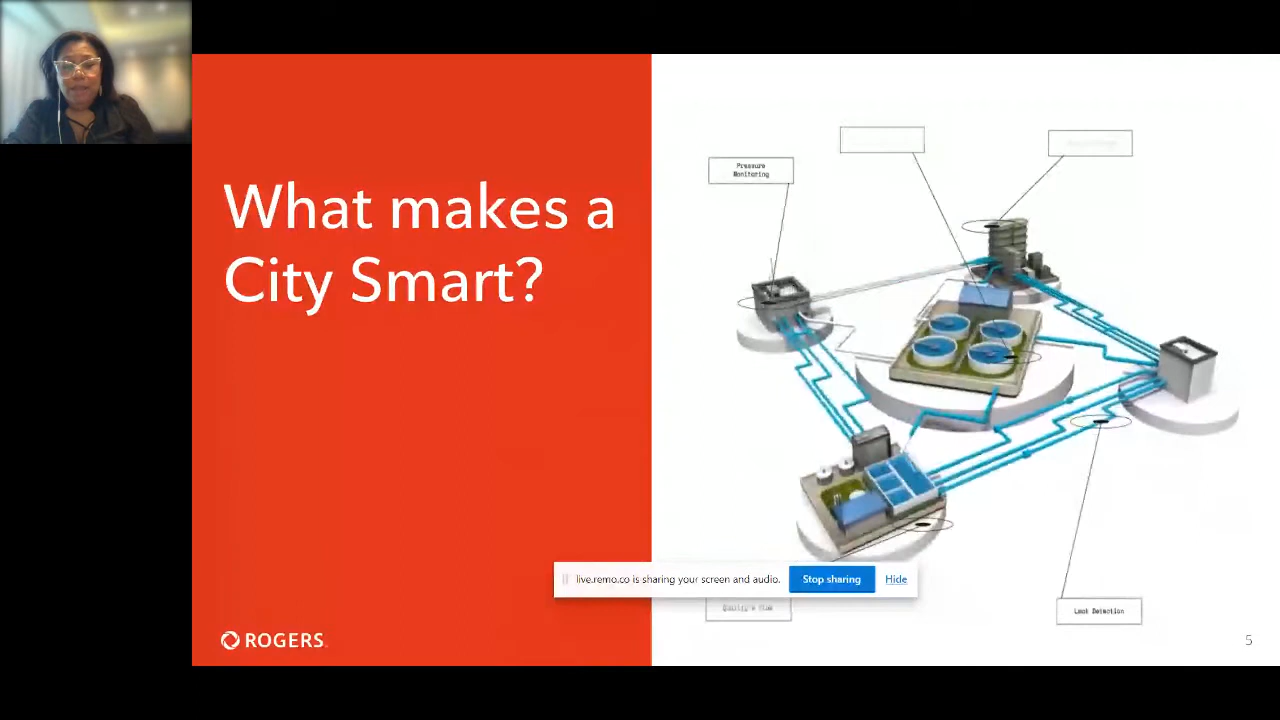 What makes a
City Smart?
Pressure
Monitoring
live.remo.co is sharing your screen and audio.
Stop sharing
Hide
Leak Detection
ROGERS
5